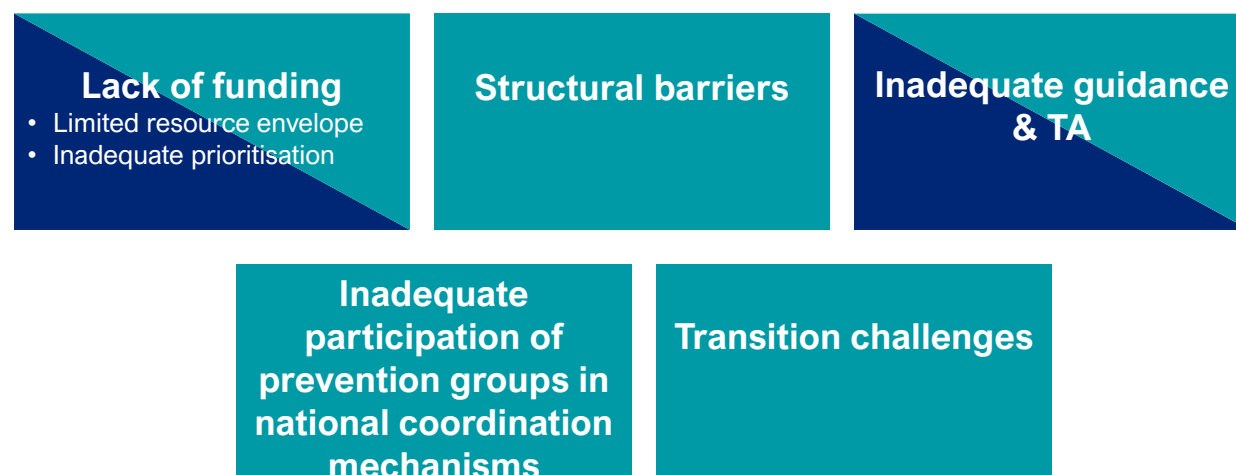 Lack of funding
• Limited resource envelope
• Inadequate prioritisation
Structural barriers
Inadequate guidance
& TA
Inadequate
participation of
prevention groups in
national coordination
mechanisms
Transition challenges